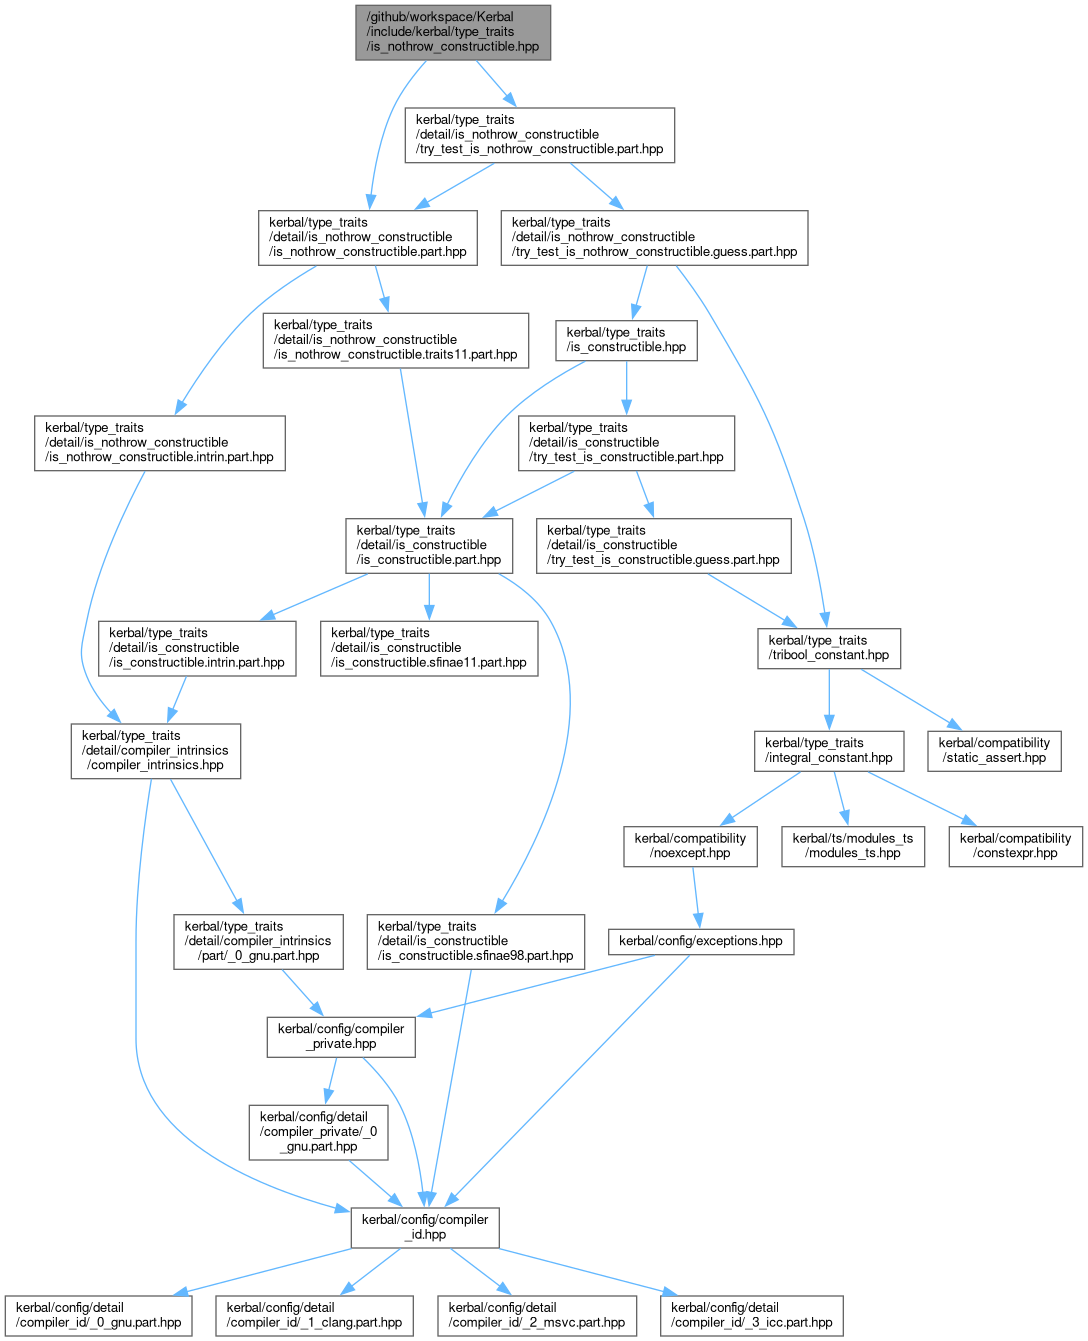 /github/workspace/Kerbal
/include/kerbal/type_traits
/is_nothrow_constructible.hpp
kerbal/type_traits
/detail/is_nothrow_constructible
/try_test_is_nothrow_constructible.part.hpp
kerbal/type_traits
/detail/is_nothrow_constructible
/is_nothrow_constructible.part.hpp
kerbal/type_traits
/detail/is_nothrow_constructible
/try_test_is_nothrow_constructible.guess.part.hpp
kerbal/type_traits
/detail/is_nothrow_constructible
/is_nothrow_constructible.traits11.part.hpp
kerbal/type_traits
/is_constructible.hpp
kerbal/type_traits
/detail/is_nothrow_constructible
/is_nothrow_constructible.intrin.part.hpp
kerbal/type_traits
/detail/is_constructible
/try_test_is_constructible.part.hpp
kerbal/type_traits
/detail/is_constructible
/is_constructible.part.hpp
kerbal/type_traits
/detail/is_constructible
/try_test_is_constructible.guess.part.hpp
kerbal/type_traits
/detail/is_constructible
/is_constructible.intrin.part.hpp
kerbal/type_traits
/detail/is_constructible
/is_constructible.sfinae11.part.hpp
kerbal/type_traits
/tribool_constant.hpp
kerbal/type_traits
/detail/compiler_intrinsics
/compiler_intrinsics.hpp
kerbal/type_traits
/integral_constant.hpp
kerbal/compatibility
/static_assert.hpp
kerbal/compatibility
/noexcept.hpp
kerbal/ts/modules_ts
/modules_ts.hpp
kerbal/compatibility
/constexpr.hpp
kerbal/type_traits
/detail/compiler_intrinsics
/part/_0_gnu.part.hpp
kerbal/type_traits
/detail/is_constructible
/is_constructible.sfinae98.part.hpp
kerbal/config/exceptions.hpp
kerbal/config/compiler
_private.hpp
kerbal/config/detail
/compiler_private/_0
_gnu.part.hpp
kerbal/config/compiler
_id.hpp
kerbal/config/detail
/compiler_id/_0_gnu.part.hpp
kerbal/config/detail
/compiler_id/_1_clang.part.hpp
kerbal/config/detail
/compiler_id/_2_msvc.part.hpp
kerbal/config/detail
/compiler_id/_3_icc.part.hpp